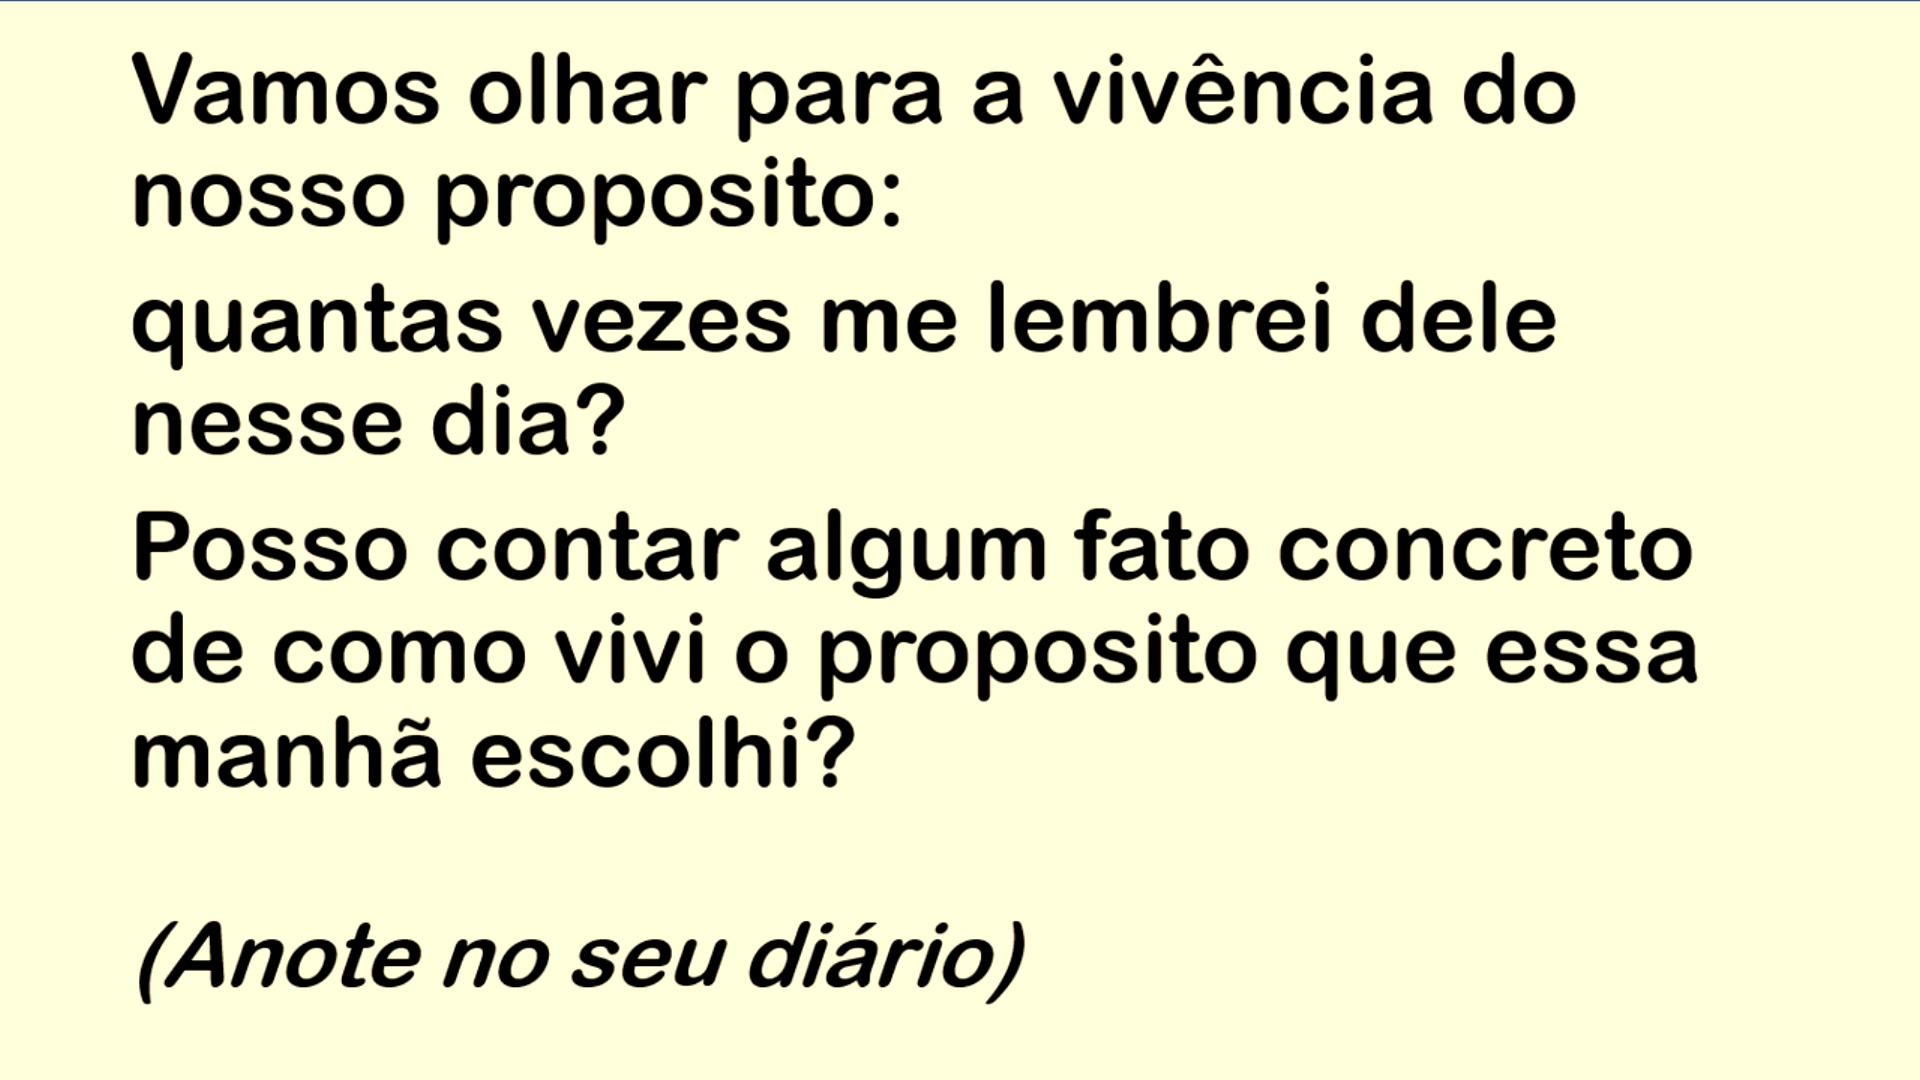 Vamos olhar para a vivência do
nosso proposito:
quantas vezes me lembrei dele
nesse dia?
Posso contar algum fato concreto
de como vivi o proposito que essa
manhã escolhi?
(Anote no seu diário)